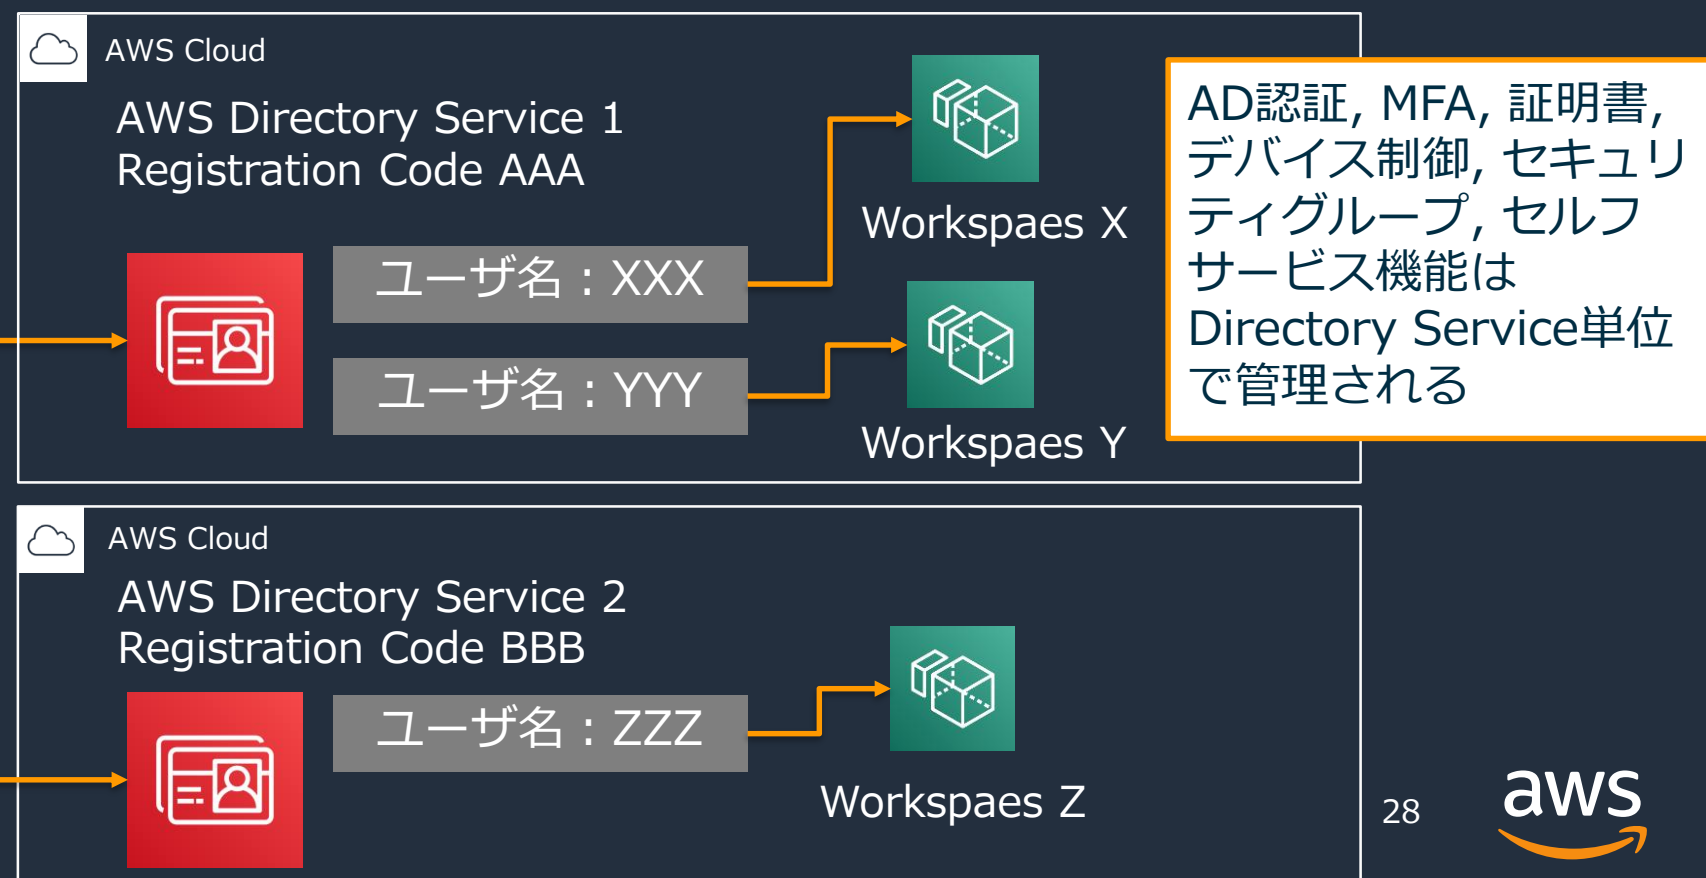 AWS Cloud
AWS Directory Service 1
Registration Code AAA
ユーザ名：XXX
ユーザ名：YYY
Workspaes X
Workspaes Y
AD認証, MFA, 証明書,
デバイス制御, セキュリ
ティグループ, セルフ
サービス機能は
Directory Service単位
で管理される
AWS Cloud
AWS Directory Service 2
Registration Code BBB
ユーザ名：ZZZ
Workspaes Z
28
aws